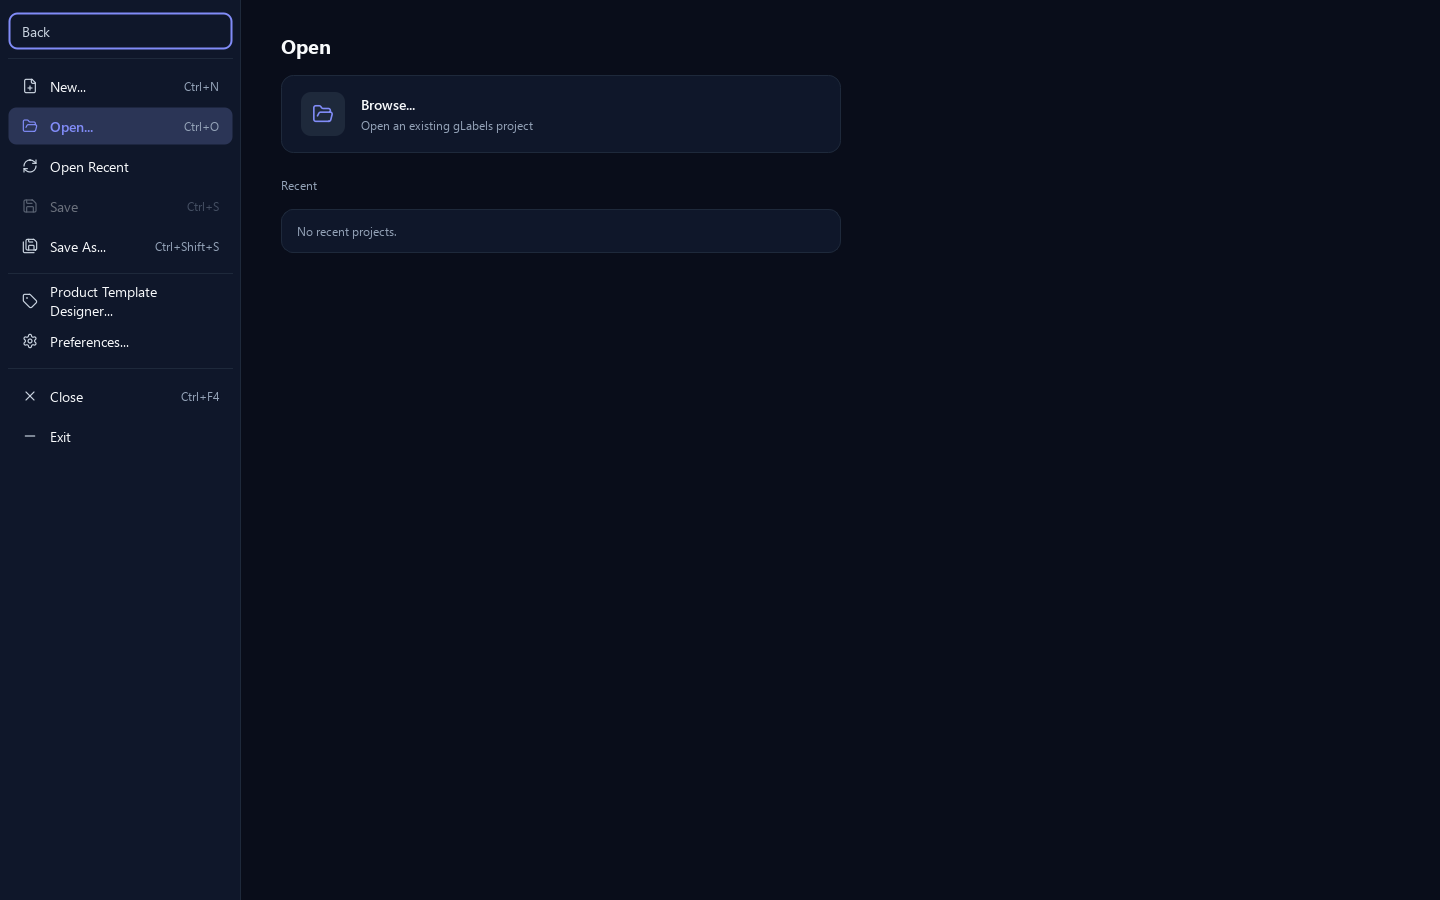 Back
New... Ctrl+N
Open... Ctrl+O
Open Recent
Save Ctrl+S
Save As... Ctrl+Shift+S
Product Template
Designer...
Preferences...
Close Ctrl+F4
Exit
Open
Browse...
Open an existing gLabels project
Recent
No recent projects.